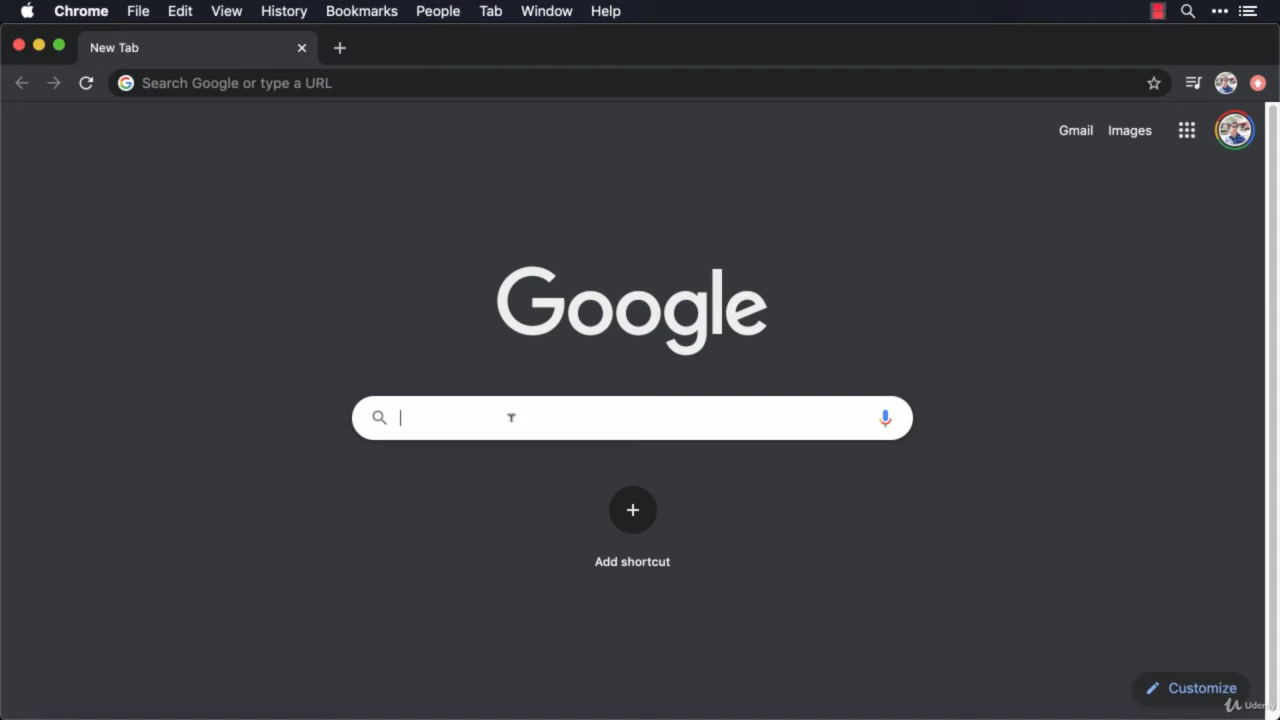 Chrome File Edit View History Bookmarks People Tab Window Help
New Tab
Search Google or type a URL
Gmail Images
Google
Add shortcut
Customize
Udemy